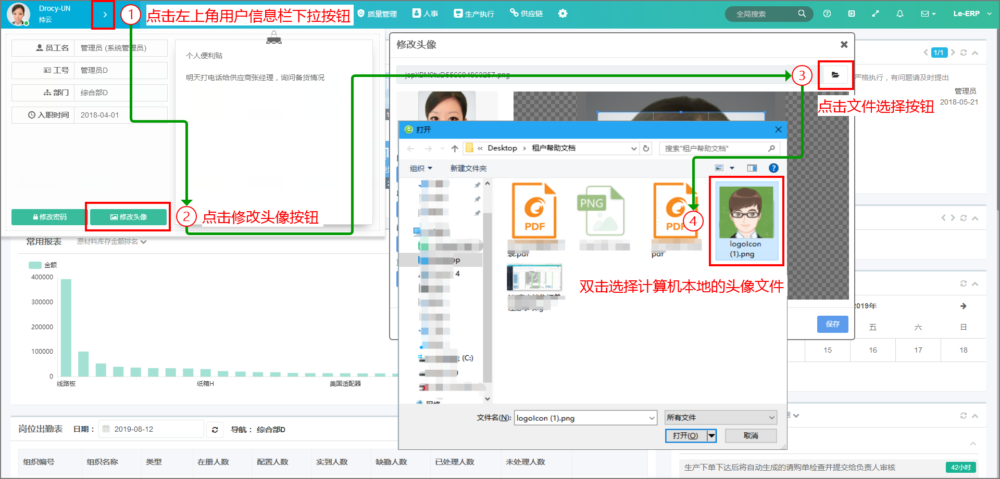 Drocy-UN
持云
1
点击左上角用户信息栏下拉按钮
质量管理
人事
生产执行
供应链
全局搜索
Le-ERP
员工名 管理员 (系统管理员)
工号 管理员D
部门 综合部D
入职时间 2018-04-01
个人便利贴
明天打电话给供应商张经理，询问备货情况
修改密码
修改头像
2 点击修改头像按钮
修改头像
3
点击文件选择按钮
1/1
严格执行，有问题请及时提出
管理员
2018-05-21
打开
Desktop
租户帮助文档
搜索"租户帮助文档"
组织
新建文件夹
PDF
PNG
PDF
4
logoIcon
(1).png
pdf
4
(C:)
网络
双击选择计算机本地的头像文件
文件名(N): logoIcon (1).png
所有文件
打开(O)
取消
保存
常用报表 原材料库存金额排名
金额
400000
300000
200000
100000
0
线路板 纸箱H 美国适配器
2019年
五 六 日
15 16 17 18
岗位出勤表 日期： 2019-08-12 导航： 综合部D
组织编号 组织名称 类型 在册人数 配置人数 实到人数 缺勤人数 已处理人数 未处理人数
生产下单下达后将自动生成的请购单检查并提交给负责人审核 42小时